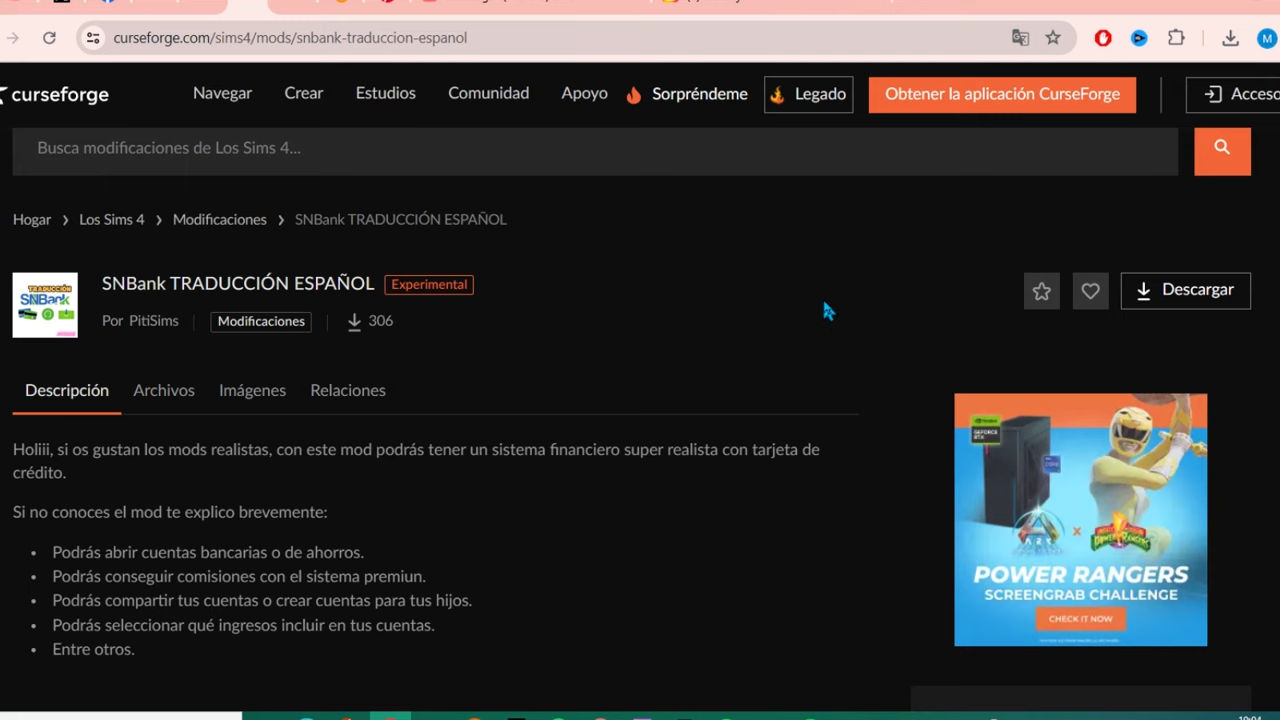 curseforge.com/sims4/mods/snbank-traduccion-espanol
M
curseforge
Navegar
Crear
Estudios
Comunidad
Apoyo
Sorpréndeme
Legado
Obtener la aplicación CurseForge
Acceso
Busca modificaciones de Los Sims 4...
Hogar
Los Sims 4
Modificaciones
SNBank TRADUCCIÓN ESPAÑOL
TRADUCCIÓN
SNBank
SNBank TRADUCCIÓN ESPAÑOL
Experimental
Descargar
Por PitiSims
Modificaciones
306
Descripción
Archivos
Imágenes
Relaciones
Holiii, si os gustan los mods realistas, con este mod podrás tener un sistema financiero super realista con tarjeta de
crédito.
Si no conoces el mod te explico brevemente:
• Podrás abrir cuentas bancarias o de ahorros.
• Podrás conseguir comisiones con el sistema premiun.
• Podrás compartir tus cuentas o crear cuentas para tus hijos.
• Podrás seleccionar qué ingresos incluir en tus cuentas.
• Entre otros.
GEFORCE
RTX
ARK
x
POWER RANGERS
POWER RANGERS
SCREENGRAB CHALLENGE
CHECK IT NOW